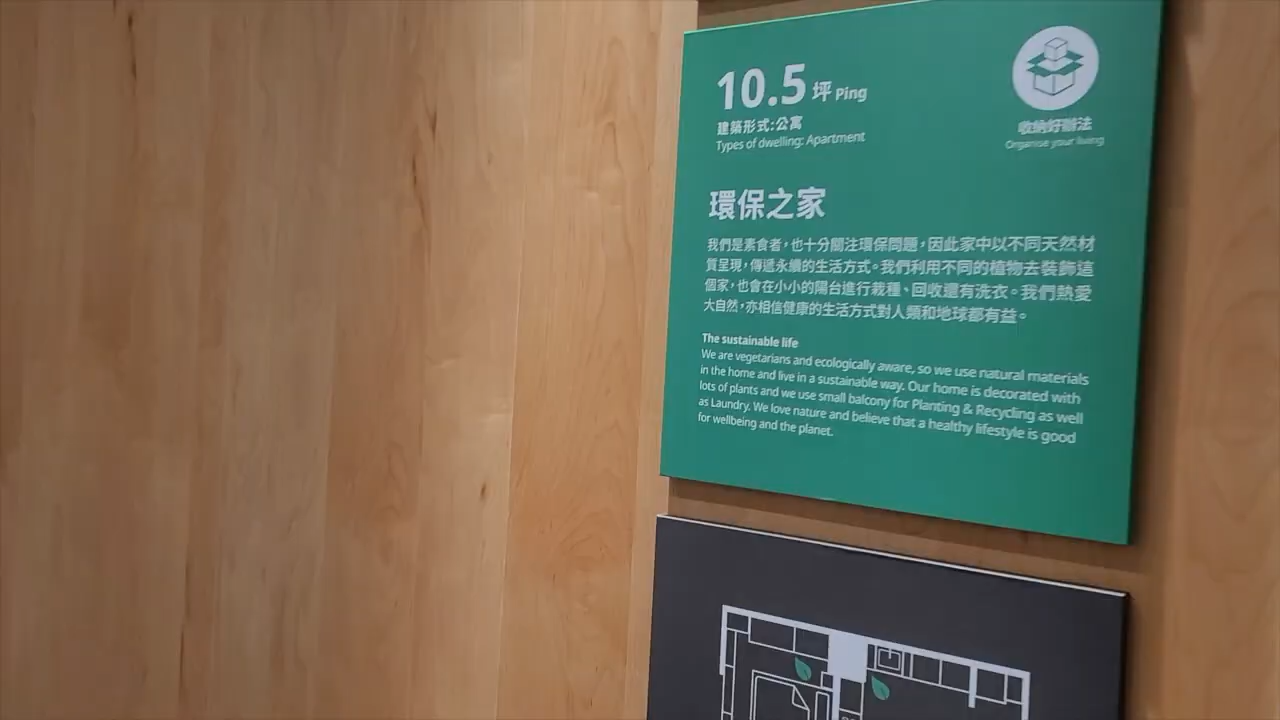 10.5 坪 Ping
建築形式:公寓
Types of dwelling: Apartment
收納好辦法
Organise your living
環保之家
我們是素食者,也十分關注環保問題,因此家中以不同天然材
質呈現,傳遞永續的生活方式。我們利用不同的植物去裝飾這
個家,也會在小小的陽台進行栽種、回收還有洗衣。我們熱愛
大自然,亦相信健康的生活方式對人類和地球都有益。
The sustainable life
We are vegetarians and ecologically aware, so we use natural materials
in the home and live in a sustainable way. Our home is decorated with
lots of plants and we use small balcony for Planting & Recycling as well
as Laundry. We love nature and believe that a healthy lifestyle is good
for wellbeing and the planet.